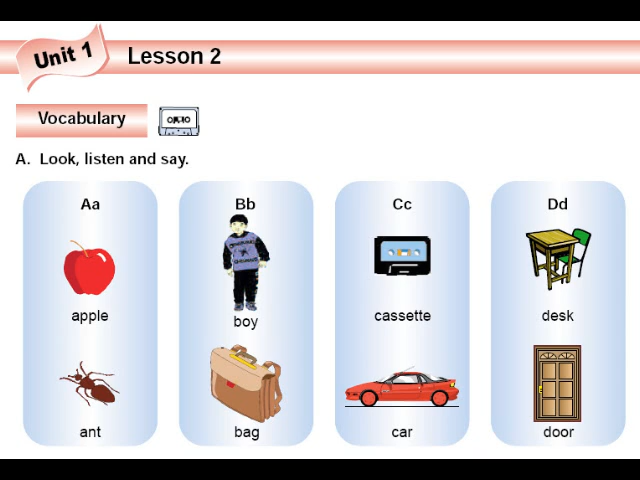 Unit 1
Lesson 2
Vocabulary
A. Look, listen and say.
Aa
Bb
Cc
Dd
apple
boy
cassette
desk
ant
bag
car
door